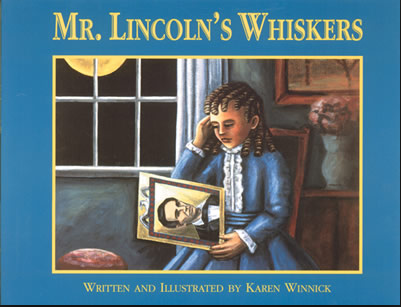 MR. LINCOLN'S WHISKERS
WRITTEN AND ILLUSTRATED BY KAREN WINNICK